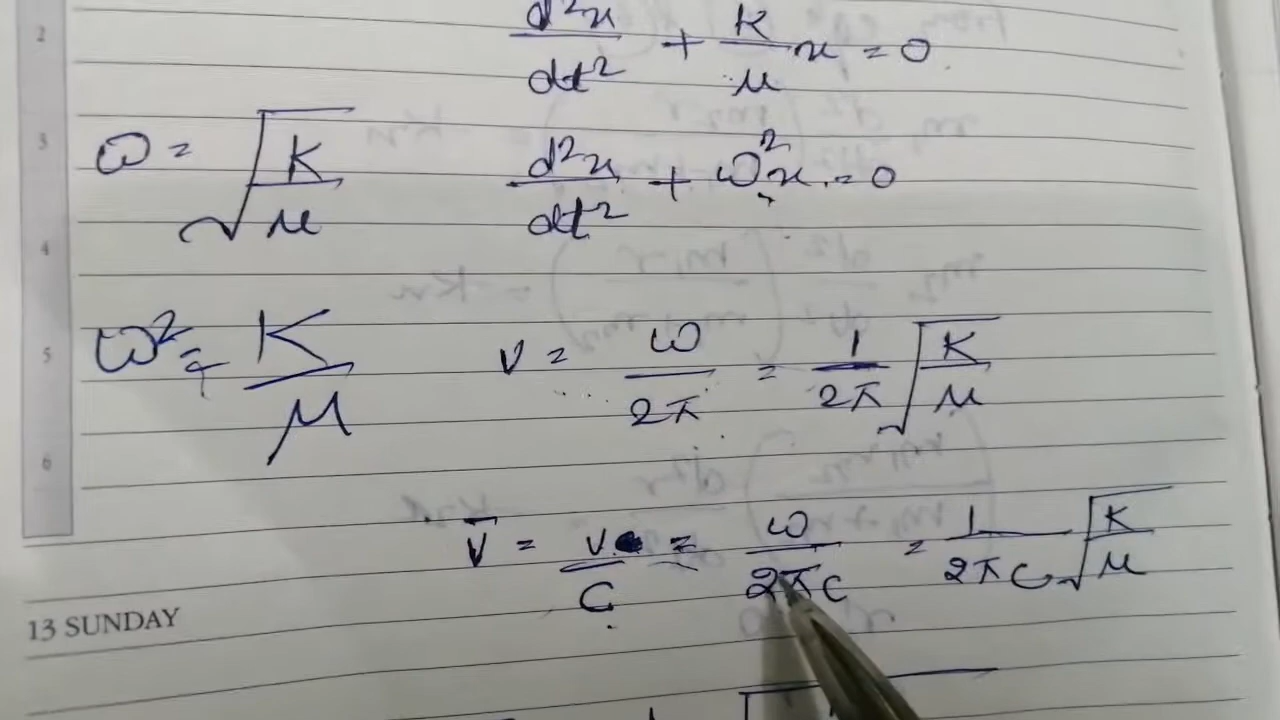 2
d²x/dt² + K/μ x = 0
3
ω = √(K/μ)
d²x/dt² + ω²x = 0
4
5
ω² = K/μ
ν = ω/2π = 1/2π √(K/μ)
6
ν̄ = ν/C = ω/2πC = 1/2πC √(K/μ)
13 SUNDAY